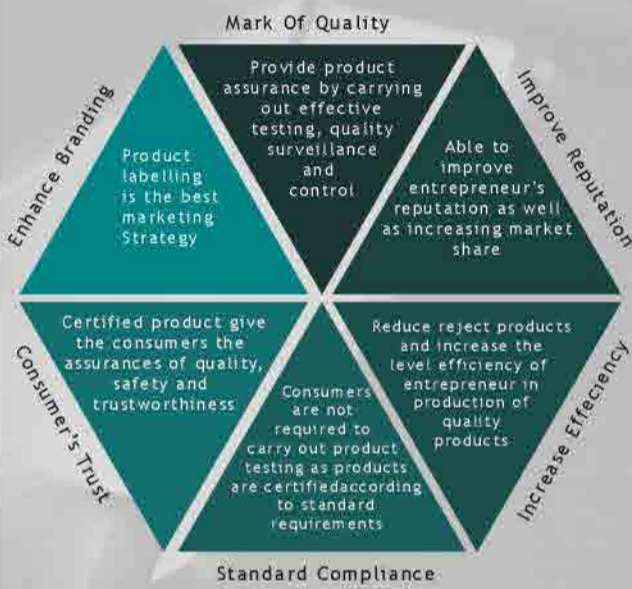 Mark Of Quality
Provide product
assurance by carrying
out effective
testing, quality
surveillance
and
control
Improve Reputation
Able to
improve
entrepreneur's
reputation as well
as increasing market
share
Increase Effeciency
Reduce reject products
and increase the
level efficiency of
entrepreneur in
production of
quality
products
Standard Compliance
Consumers
are not
required to
carry out product
testing as products
are certifiedaccording
to standard
requirements
Consumer's Trust
Certified product give
the consumers the
assurances of quality,
safety and
trustworthiness
Enhance Branding
Product
labelling
is the best
marketing
Strategy